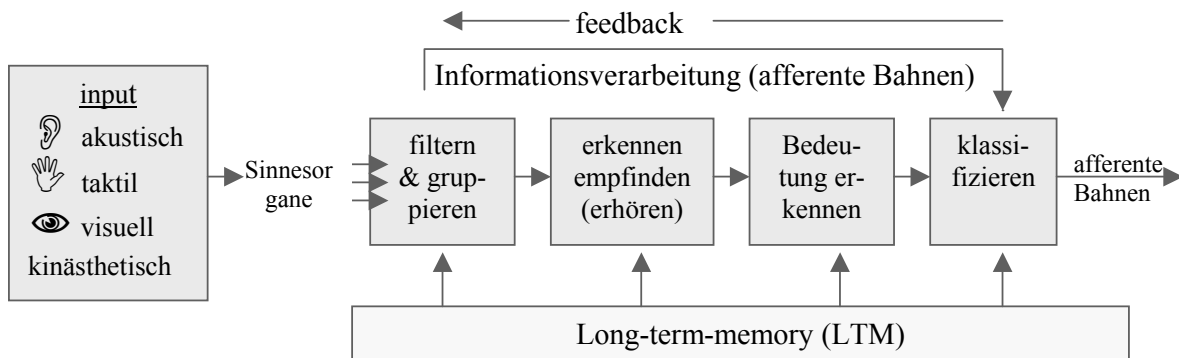 feedback
Informationsverarbeitung (afferente Bahnen)
input
akustisch
taktil
visuell
kinästhetisch
Sinnesor
gane
filtern
& grup-
pieren
erkennen
empfinden
(erhören)
Bedeu-
tung er-
kennen
klassi-
fizieren
afferente
Bahnen
Long-term-memory (LTM)